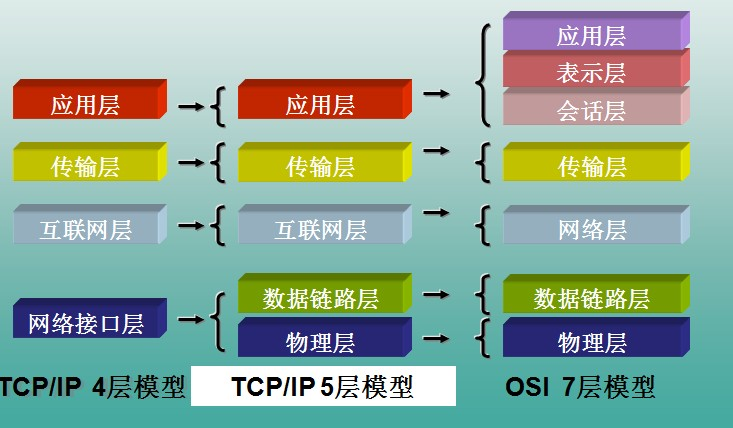 应用层
表示层
会话层
应用层
应用层
传输层
传输层
传输层
互联网层
互联网层
网络层
网络接口层
数据链路层
数据链路层
物理层
物理层
TCP/IP 4层模型
TCP/IP 5层模型
OSI 7层模型